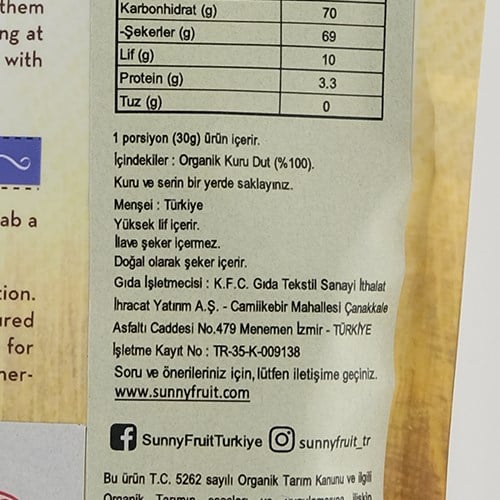 them
ng at
with
ab a
tion.
ured
for
ner-
Karbonhidrat (g) 70
-Şekerler (g) 69
Lif (g) 10
Protein (g) 3.3
Tuz (g) 0
1 porsiyon (30g) ürün içerir.
İçindekiler : Organik Kuru Dut (%100).
Kuru ve serin bir yerde saklayınız.
Menşei : Türkiye
Yüksek lif içerir.
İlave şeker içermez.
Doğal olarak şeker içerir.
Gıda İşletmecisi : K.F.C. Gıda Tekstil Sanayi İthalat
İhracat Yatırım A.Ş. - Camiikebir Mahallesi Çanakkale
Asfaltı Caddesi No.479 Menemen İzmir - TÜRKİYE
İşletme Kayıt No : TR-35-K-009138
Soru ve önerileriniz için, lütfen iletişime geçiniz.
www.sunnyfruit.com
SunnyFruitTurkiye sunnyfruit_tr
Bu ürün T.C. 5262 sayılı Organik Tarım Kanunu ve ilgili
Organik Tarımın